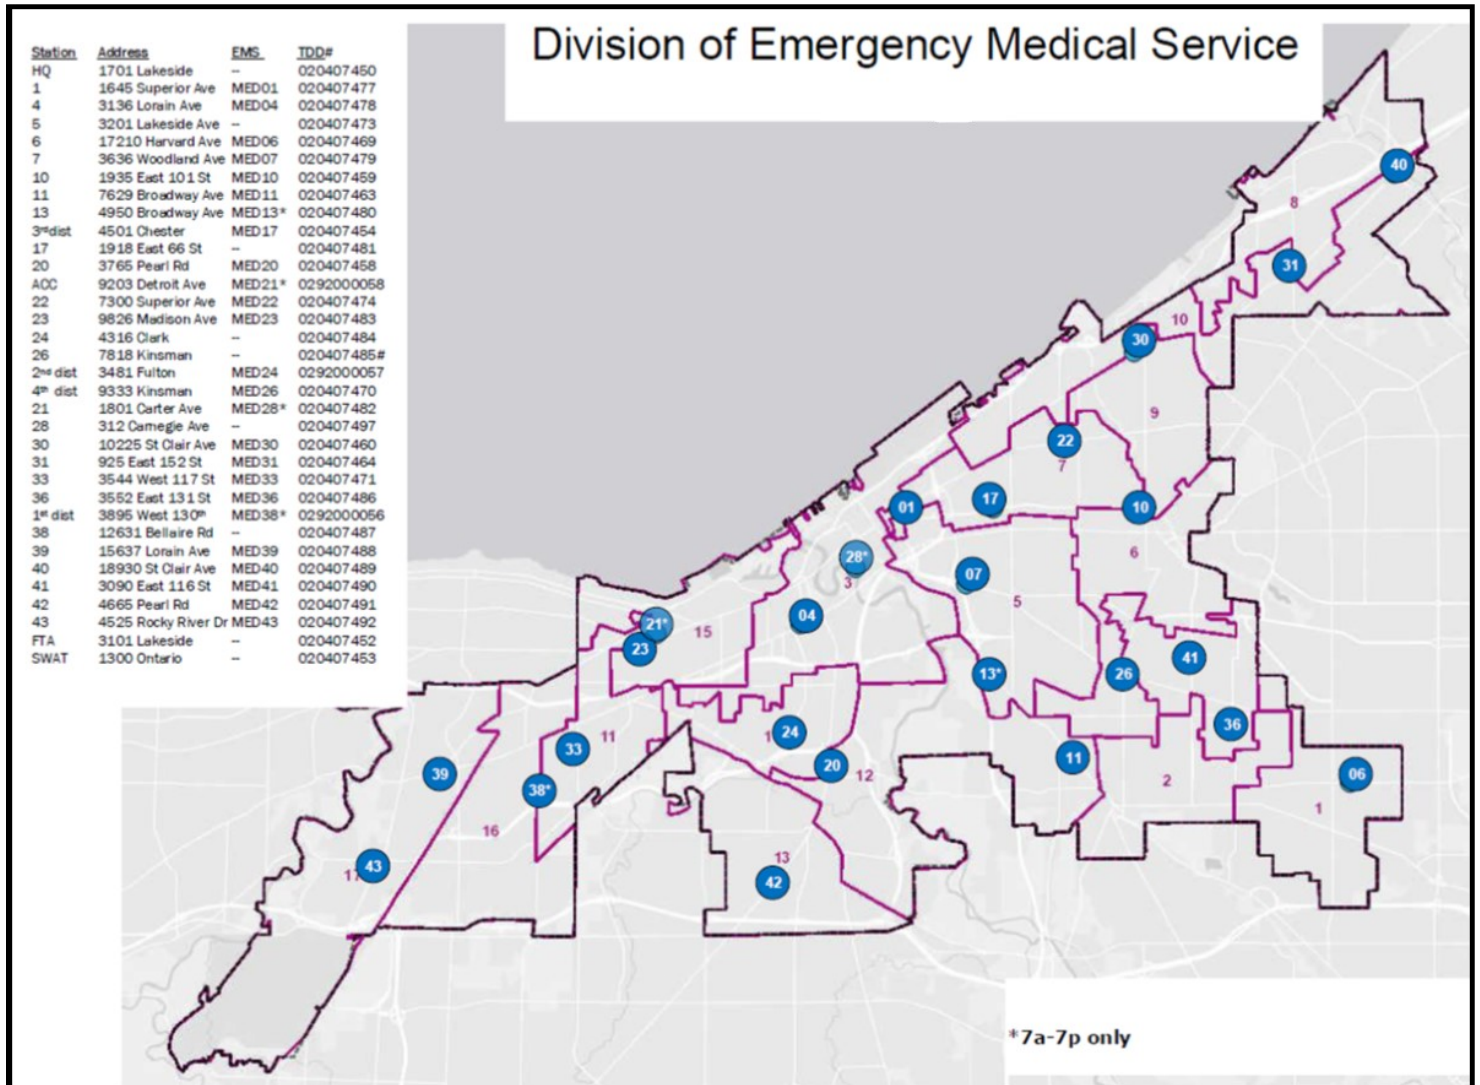 Division of Emergency Medical Service
Station Address EMS TDD#
HQ 1701 Lakeside -- 020407450
1 1645 Superior Ave MED01 020407477
4 3136 Lorain Ave MED04 020407478
5 3201 Lakeside Ave -- 020407473
6 17210 Harvard Ave MED06 020407469
7 3636 Woodland Ave MED07 020407479
10 1935 East 101 St MED10 020407459
11 7629 Broadway Ave MED11 020407463
13 4950 Broadway Ave MED13* 020407480
3rd dist 4501 Chester MED17 020407454
17 1918 East 66 St -- 020407481
20 3765 Pearl Rd MED20 020407458
ACC 9203 Detroit Ave MED21* 0292000058
22 7300 Superior Ave MED22 020407474
23 9826 Madison Ave MED23 020407483
24 4316 Clark -- 020407484
26 7818 Kinsman -- 020407485#
2nd dist 3481 Fulton MED24 0292000057
4th dist 9333 Kinsman MED26 020407470
21 1801 Carter Ave MED28* 020407482
28 312 Carnegie Ave -- 020407497
30 10225 St Clair Ave MED30 020407460
31 925 East 152 St MED31 020407464
33 3544 West 117 St MED33 020407471
36 3552 East 131 St MED36 020407486
1st dist 3895 West 130th MED38* 0292000056
38 12631 Bellaire Rd -- 020407487
39 15637 Lorain Ave MED39 020407488
40 18930 St Clair Ave MED40 020407489
41 3090 East 116 St MED41 020407490
42 4665 Pearl Rd MED42 020407491
43 4525 Rocky River Dr MED43 020407492
FTA 3101 Lakeside -- 020407452
SWAT 1300 Ontario -- 020407453
40
8
31
10
30
9
22
7
17
01
10
6
28*
3
07
5
04
21*
15
23
41
13*
26
36
24
33
11
20
12
11
39
38*
2
06
1
16
13
42
43
17
*7a-7p only